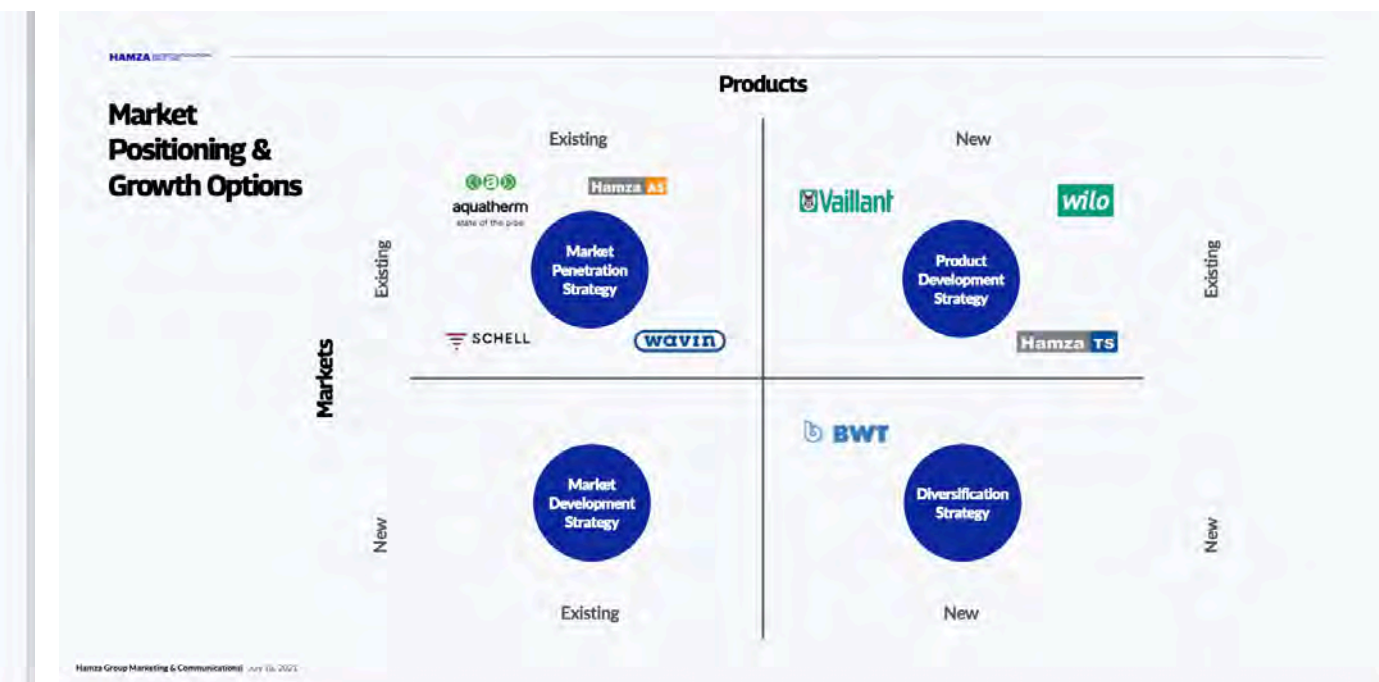 HAMZA
Products
Market
Positioning &
Growth Options
Existing
New
aquatherm
state of the pipe
Hamza AS
Vaillant
wilo
Existing
Market
Penetration
Strategy
Product
Development
Strategy
Existing
SCHELL
wavin
Hamza TS
Markets
BWT
New
Market
Development
Strategy
Diversification
Strategy
New
Existing
New
Hamza Group Marketing & Communications